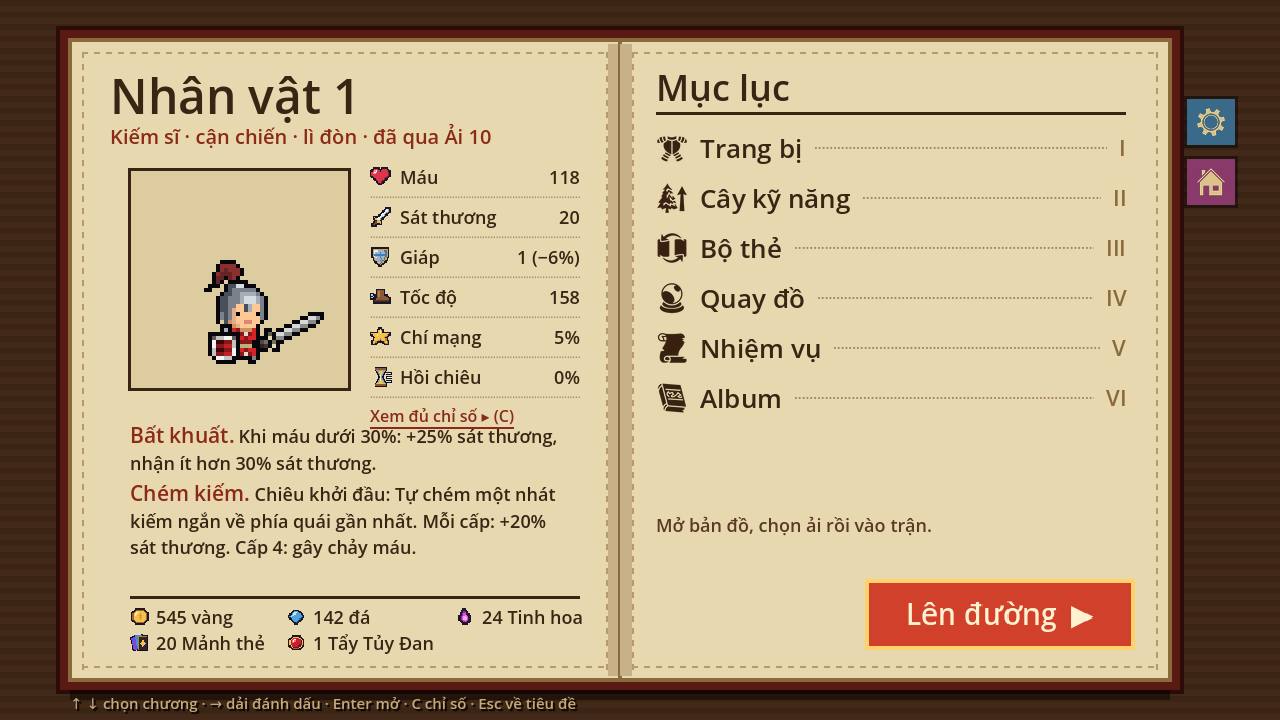 Nhân vật 1
Kiếm sĩ · cận chiến · lì đòn · đã qua Ải 10
Máu 118
Sát thương 20
Giáp 1 (−6%)
Tốc độ 158
Chí mạng 5%
Hồi chiêu 0%
Xem đủ chỉ số ▸ (C)
Bất khuất. Khi máu dưới 30%: +25% sát thương,
nhận ít hơn 30% sát thương.
Chém kiếm. Chiêu khởi đầu: Tự chém một nhát
kiếm ngắn về phía quái gần nhất. Mỗi cấp: +20%
sát thương. Cấp 4: gây chảy máu.
545 vàng 142 đá 24 Tinh hoa
20 Mảnh thẻ 1 Tẩy Tủy Đan
Mục lục
Trang bị I
Cây kỹ năng II
Bộ thẻ III
Quay đồ IV
Nhiệm vụ V
Album VI
Mở bản đồ, chọn ải rồi vào trận.
Lên đường ▶
↑ ↓ chọn chương · → dải đánh dấu · Enter mở · C chỉ số · Esc về tiêu đề